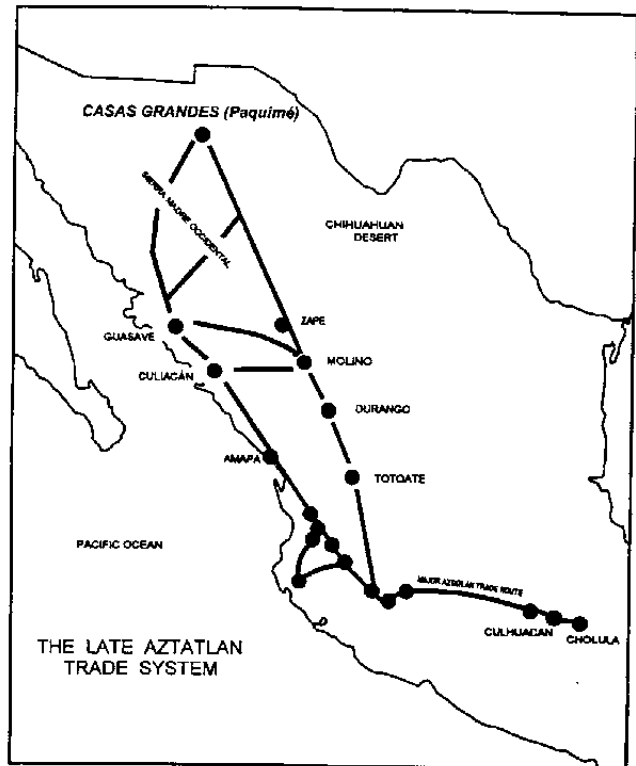 CASAS GRANDES (Paquimé)
SIERRA MADRE OCCIDENTAL
CHIHUAHUAN
DESERT
ZAPE
GUASAVE
MOLINO
CULIACÁN
DURANGO
AMAPA
TOTOATE
PACIFIC OCEAN
MAJOR AZTATLAN TRADE ROUTE
CULHUACAN
CHOLULA
THE LATE AZTATLAN
TRADE SYSTEM